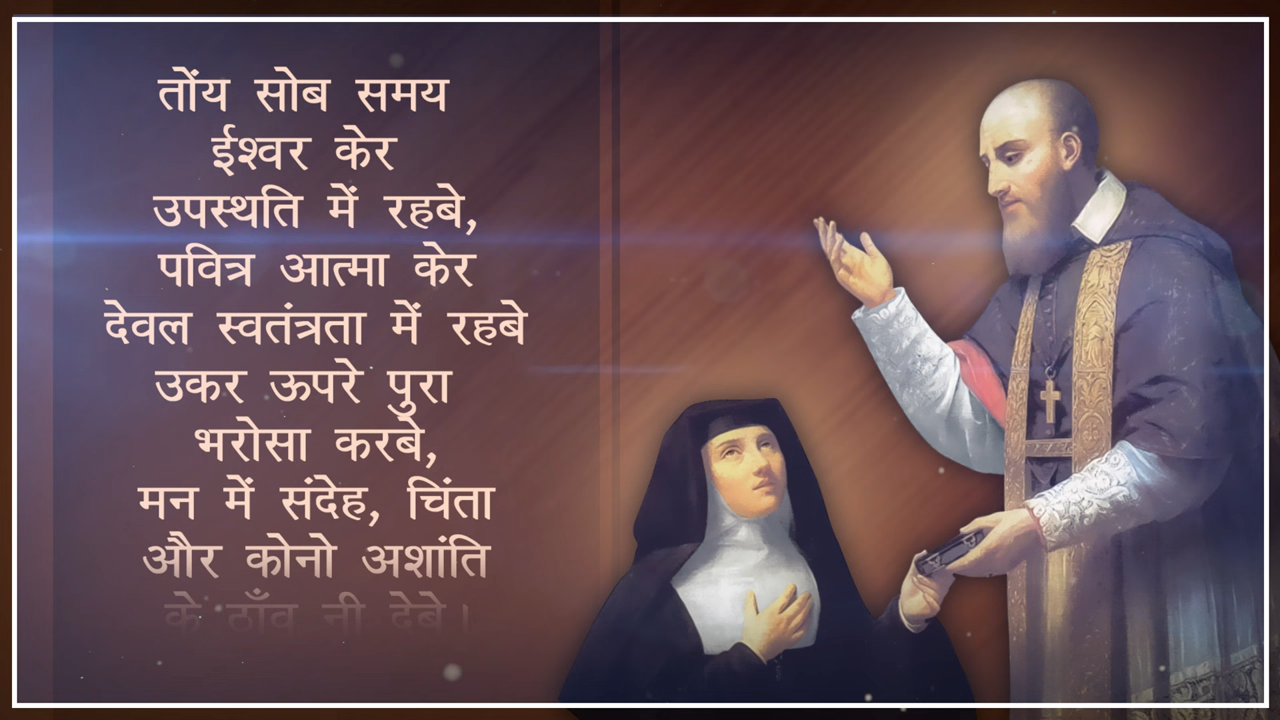 तोंय सोब समय
ईश्वर केर
उपस्थति में रहबे,
पवित्र आत्मा केर
देवल स्वतंत्रता में रहबे
उकर ऊपरे पुरा
भरोसा करबे,
मन में संदेह, चिंता
और कोनो अशांति
के ठाँव नी देबे।